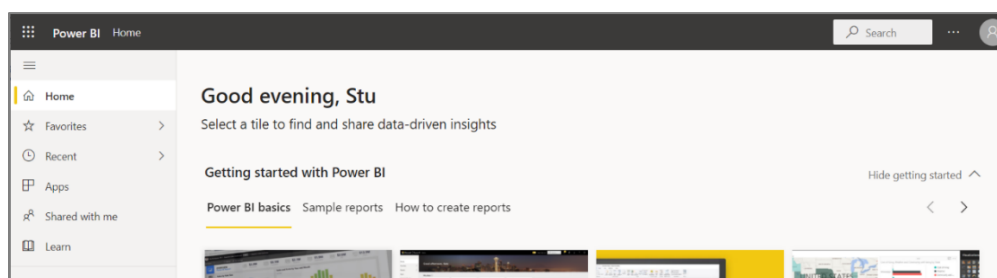 Power BI Home
Search
Home
Good evening, Stu
Favorites
Select a tile to find and share data-driven insights
Recent
Getting started with Power BI
Hide getting started
Apps
Power BI basics Sample reports How to create reports
Shared with me
Learn